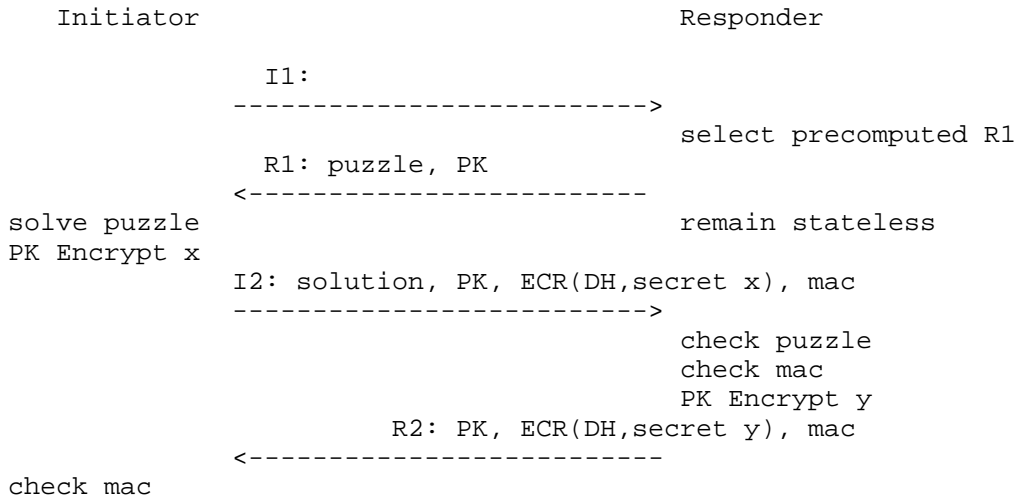 Initiator Responder
I1:
--------------------------->
select precomputed R1
R1: puzzle, PK
<-------------------------
solve puzzle remain stateless
PK Encrypt x
I2: solution, PK, ECR(DH,secret x), mac
--------------------------->
check puzzle
check mac
PK Encrypt y
R2: PK, ECR(DH,secret y), mac
<--------------------------
check mac